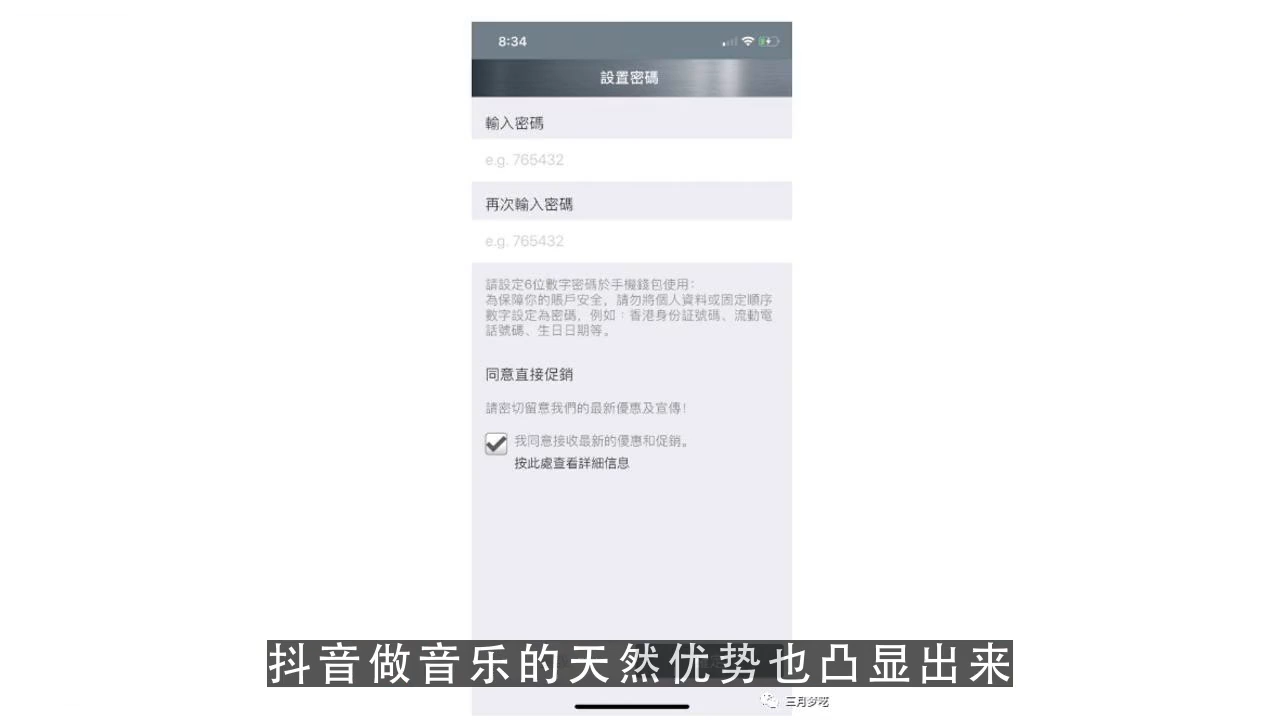 8:34
設置密碼
輸入密碼
e.g. 765432
再次輸入密碼
e.g. 765432
請設定6位數字密碼於手機錢包使用：
為保障你的賬戶安全，請勿將個人資料或固定順序
數字設定為密碼，例如：香港身份証號碼、流動電
話號碼、生日日期等。
同意直接促銷
請密切留意我們的最新優惠及宣傳！
我同意接收最新的優惠和促銷。
按此處查看詳細信息
抖音做音乐的天然优势也凸显出来
三月梦呓